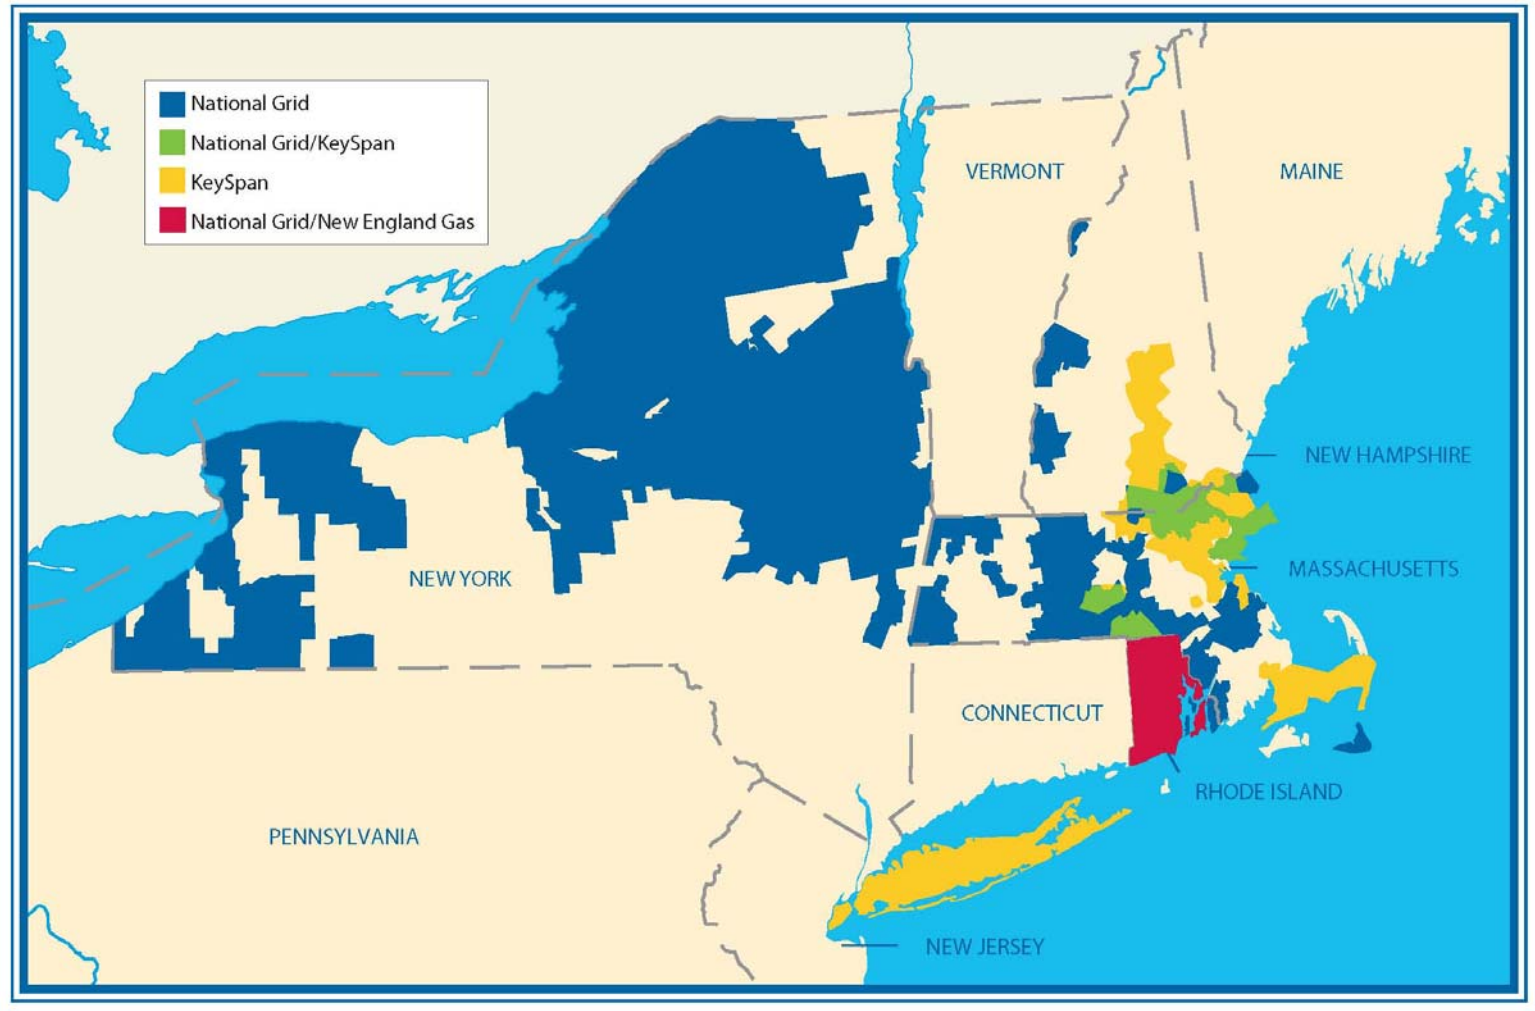 National Grid
National Grid/KeySpan
KeySpan
National Grid/New England Gas
VERMONT
MAINE
NEW HAMPSHIRE
MASSACHUSETTS
NEW YORK
CONNECTICUT
RHODE ISLAND
PENNSYLVANIA
NEW JERSEY